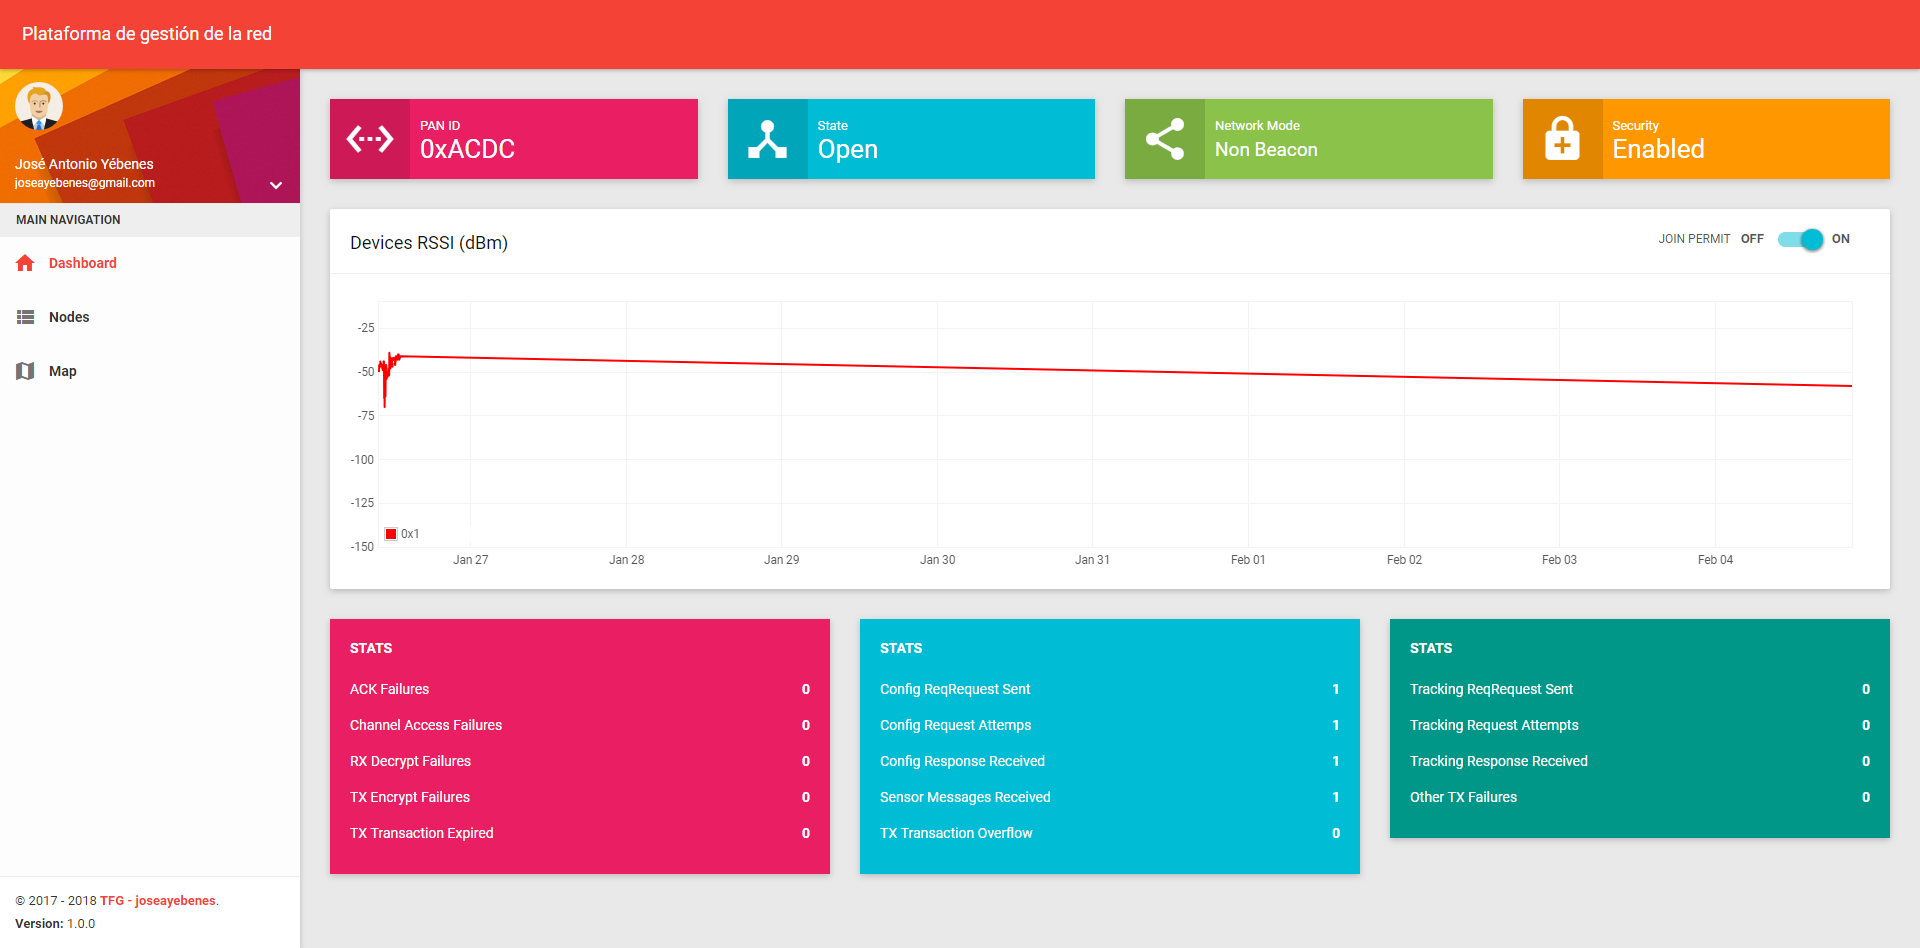 Plataforma de gestión de la red
José Antonio Yébenes
joseayebenes@gmail.com
MAIN NAVIGATION
Dashboard
Nodes
Map
© 2017 - 2018 TFG - joseayebenes.
Version: 1.0.0
PAN ID
0xACDC
State
Open
Network Mode
Non Beacon
Security
Enabled
Devices RSSI (dBm)
JOIN PERMIT OFF ON
-25
-50
-75
-100
-125
-150
0x1
Jan 27 Jan 28 Jan 29 Jan 30 Jan 31 Feb 01 Feb 02 Feb 03 Feb 04
STATS
ACK Failures 0
Channel Access Failures 0
RX Decrypt Failures 0
TX Encrypt Failures 0
TX Transaction Expired 0
STATS
Config ReqRequest Sent 1
Config Request Attemps 1
Config Response Received 1
Sensor Messages Received 1
TX Transaction Overflow 0
STATS
Tracking ReqRequest Sent 0
Tracking Request Attempts 0
Tracking Response Received 0
Other TX Failures 0